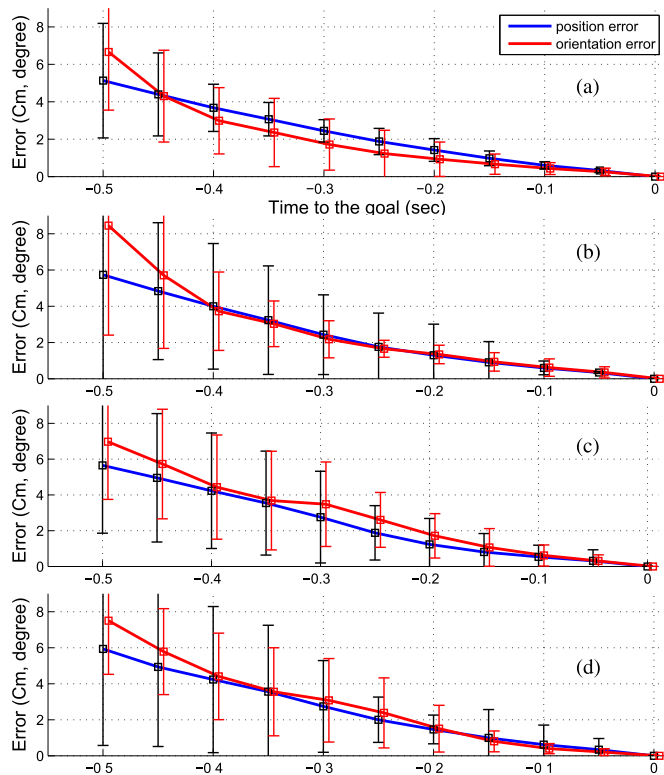 8
6
4
2
0
Error (Cm, degree)
position error
orientation error
(a)
−0.5 −0.4 −0.3 −0.2 −0.1 0
Time to the goal (sec)
8
6
4
2
0
Error (Cm, degree)
(b)
−0.5 −0.4 −0.3 −0.2 −0.1 0
8
6
4
2
0
Error (Cm, degree)
(c)
−0.5 −0.4 −0.3 −0.2 −0.1 0
8
6
4
2
0
Error (Cm, degree)
(d)
−0 5 −0.4 −0.3 −0.2 −0.1 0